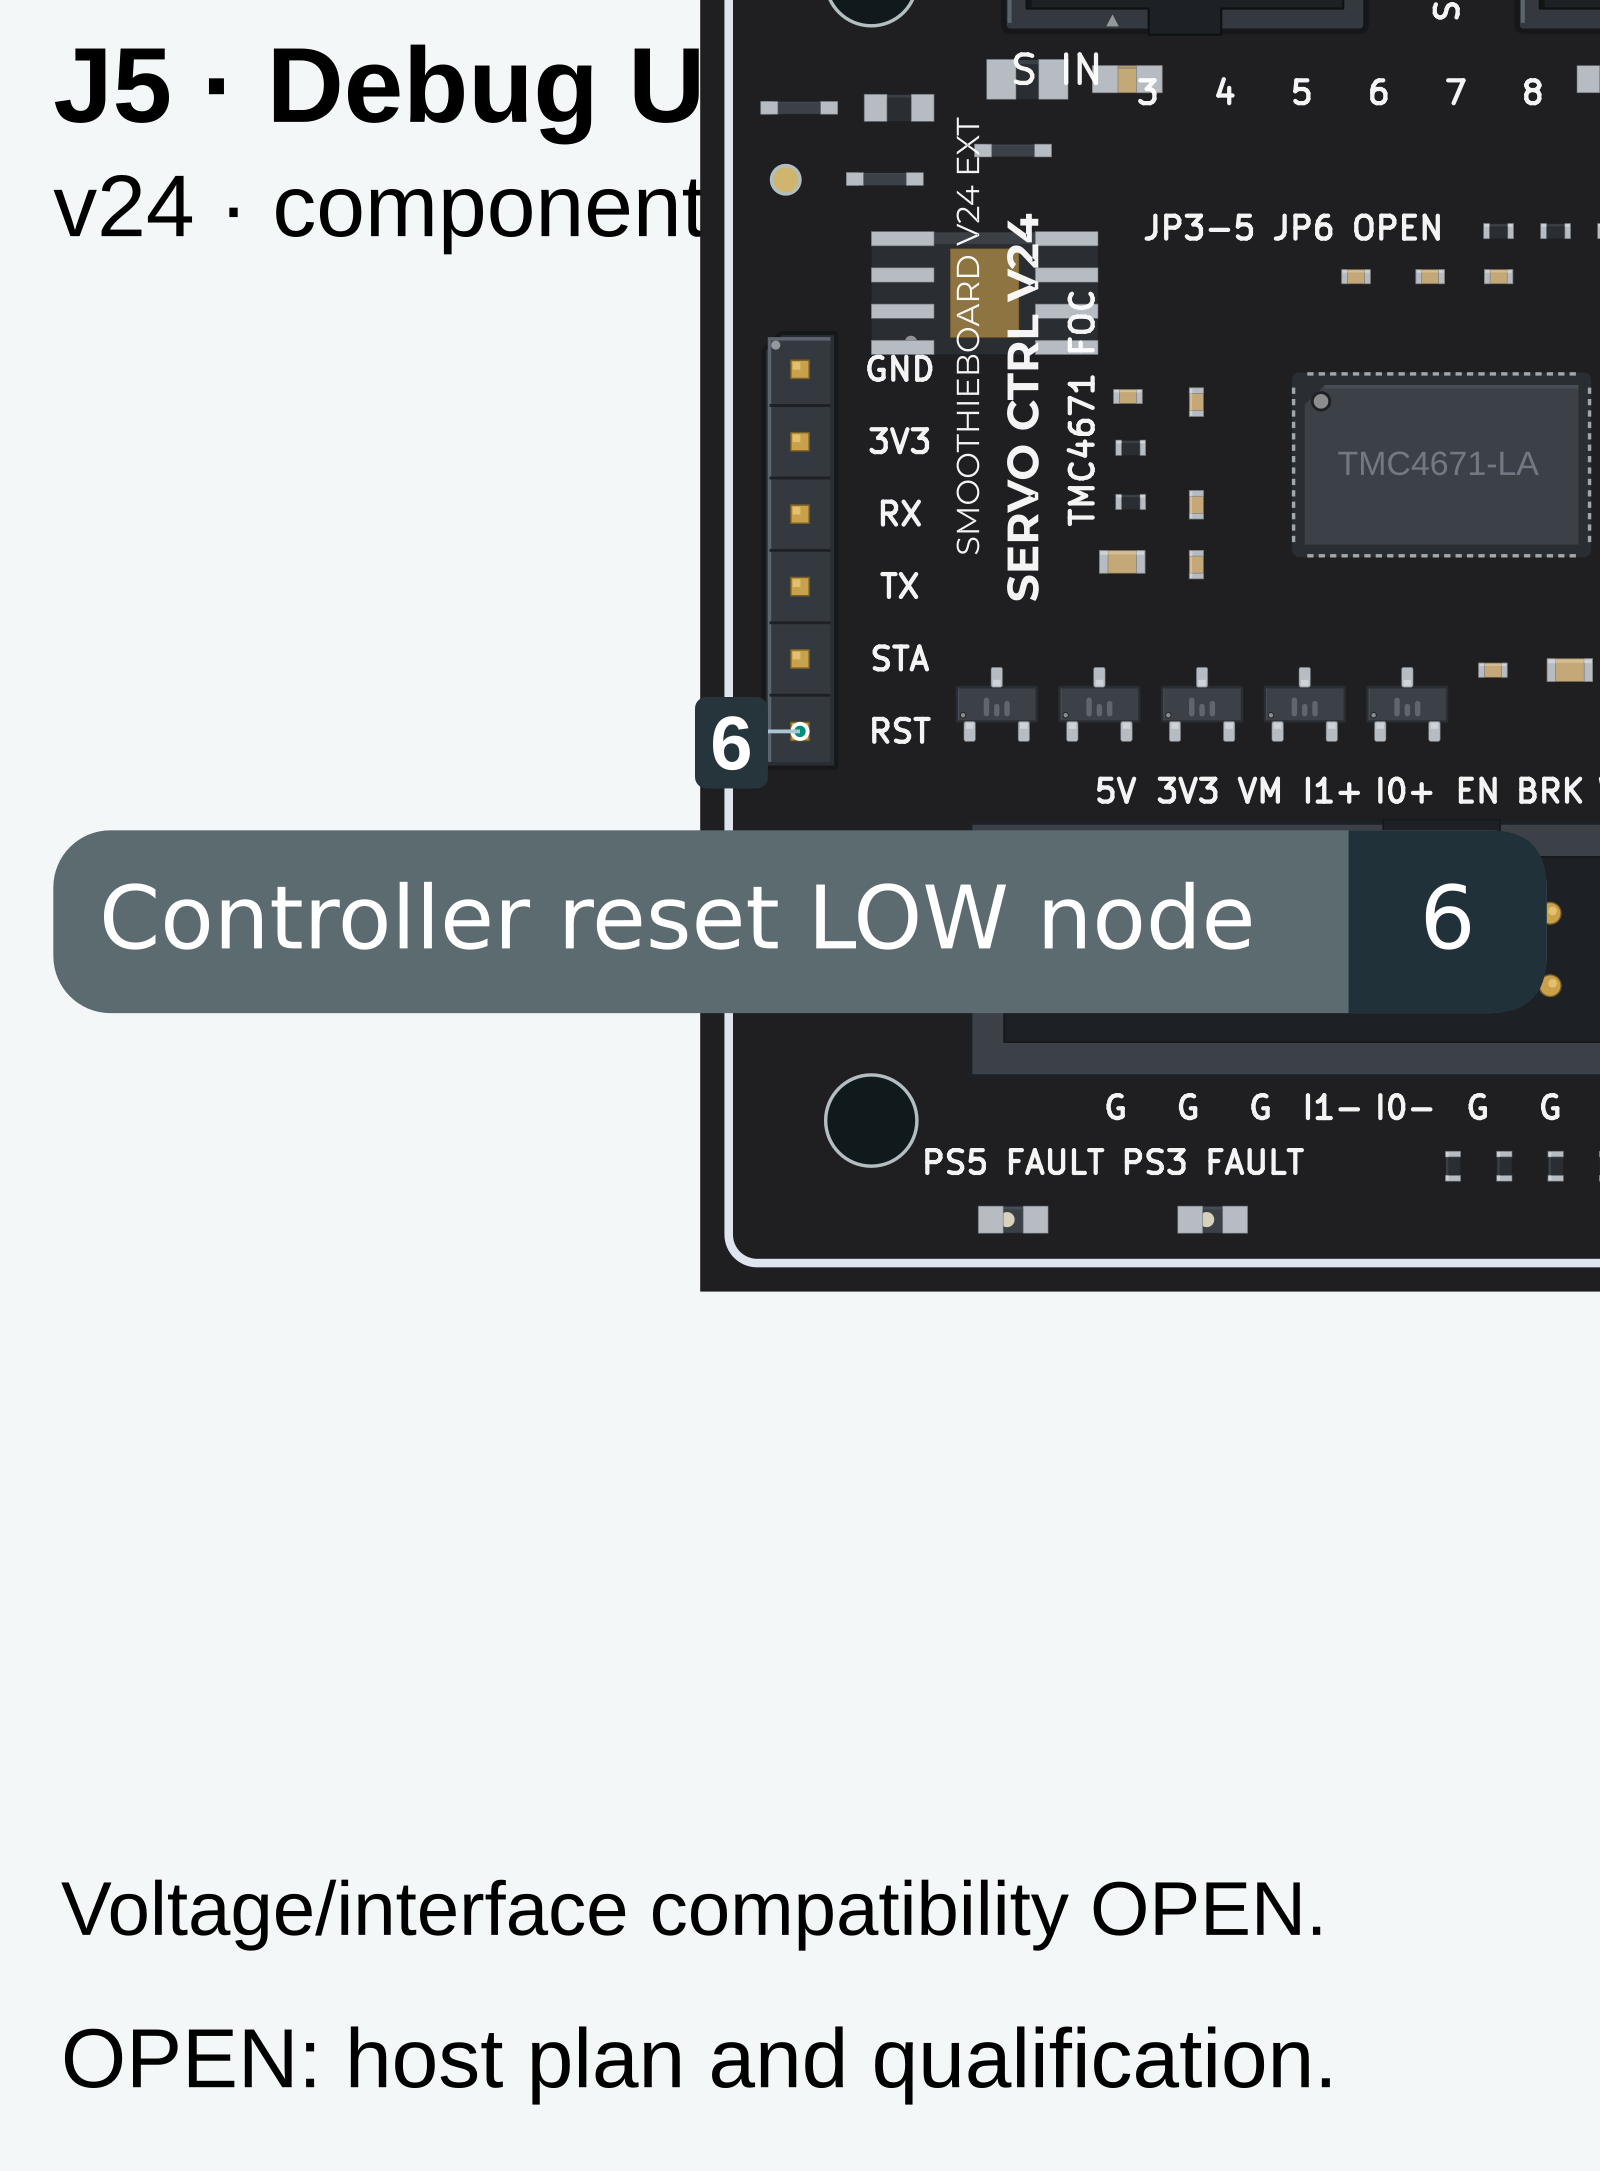 J5 · Debug U
v24 · component
S
S IN
3 4 5 6 7 8
SMOOTHIEBOARD V24 EXT
SERVO CTRL V24
TMC4671 FOC
JP3-5 JP6 OPEN
GND
3V3
RX
TX
STA
RST
TMC4671-LA
6
5V 3V3 VM I1+ I0+ EN BRK
Controller reset LOW node 6
G G G I1- I0- G G
PS5 FAULT PS3 FAULT
Voltage/interface compatibility OPEN.
OPEN: host plan and qualification.